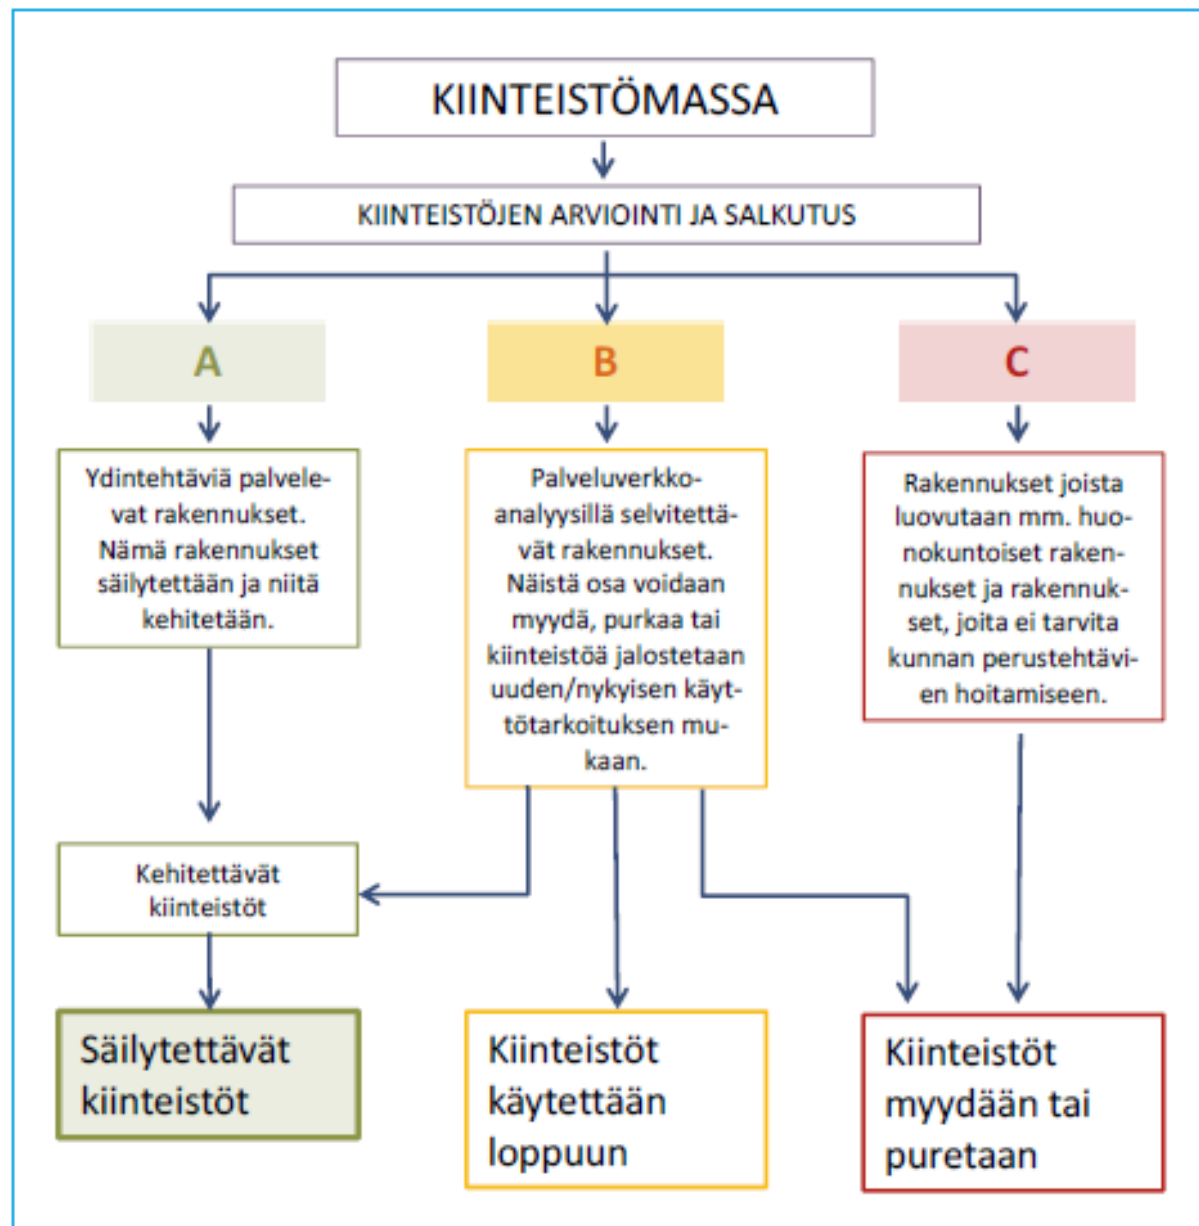 KIINTEISTÖMASSA
KIINTEISTÖJEN ARVIOINTI JA SALKUTUS
A
B
C
Ydintehtäviä palvele-
vat rakennukset.
Nämä rakennukset
säilytettään ja niitä
kehitetään.
Palveluverkko-
analyysillä selvitettä-
vät rakennukset.
Näistä osa voidaan
myydä, purkaa tai
kiinteistöä jalostetaan
uuden/nykyisen käyt-
tötarkoituksen mu-
kaan.
Rakennukset joista
luovutaan mm. huo-
nokuntoiset raken-
nukset ja rakennuk-
set, joita ei tarvita
kunnan perustehtävi-
en hoitamiseen.
Kehitettävät
kiinteistöt
Säilytettävät
kiinteistöt
Kiinteistöt
käytettään
loppuun
Kiinteistöt
myydään tai
puretaan